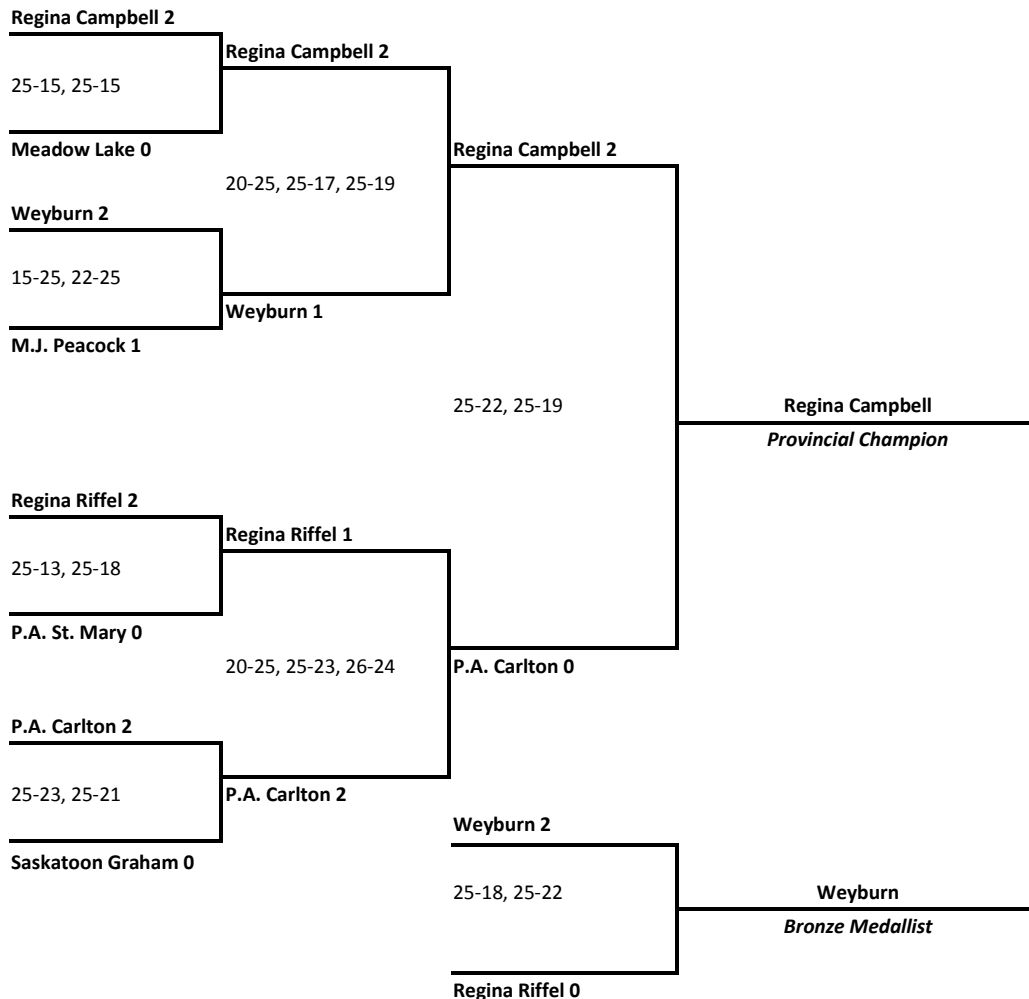 Regina Campbell 2
Regina Campbell 2
25-15, 25-15
Meadow Lake 0
Regina Campbell 2
20-25, 25-17, 25-19
Weyburn 2
15-25, 22-25
Weyburn 1
M.J. Peacock 1
25-22, 25-19
Regina Campbell
Provincial Champion
Regina Riffel 2
Regina Riffel 1
25-13, 25-18
P.A. St. Mary 0
20-25, 25-23, 26-24
P.A. Carlton 0
P.A. Carlton 2
25-23, 25-21
P.A. Carlton 2
Weyburn 2
Saskatoon Graham 0
25-18, 25-22
Weyburn
Bronze Medallist
Regina Riffel 0